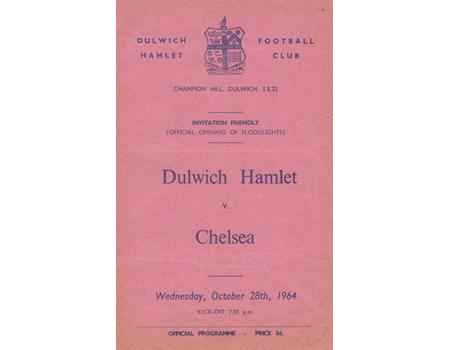 DULWICH FOOTBALL
HAMLET CLUB
CHAMPION HILL, DULWICH, S.E.22
INVITATION FRIENDLY
(OFFICIAL OPENING OF FLOODLIGHTS)
Dulwich Hamlet
v.
Chelsea
Wednesday, October 28th, 1964
KICK-OFF 7.30 p.m.
OFFICIAL PROGRAMME - PRICE 3d.